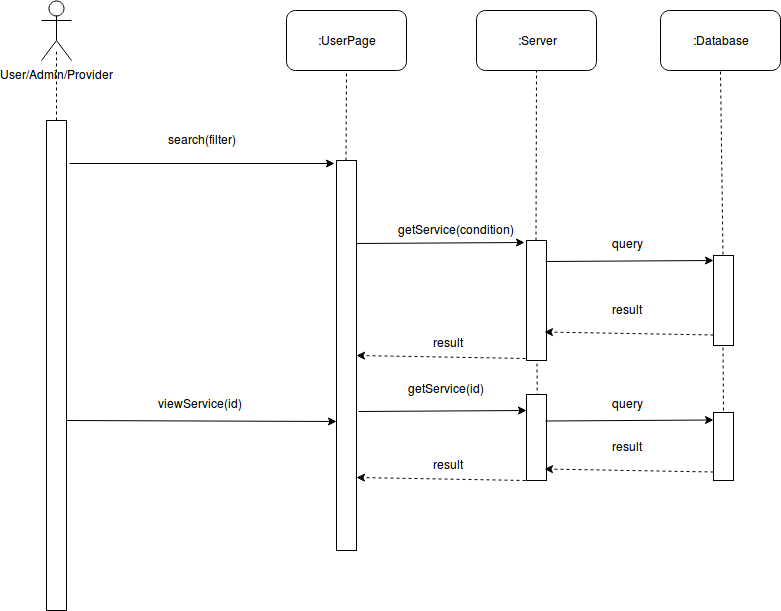 :UserPage
:Server
:Database
User/Admin/Provider
search(filter)
getService(condition)
query
result
result
getService(id)
viewService(id)
query
result
result